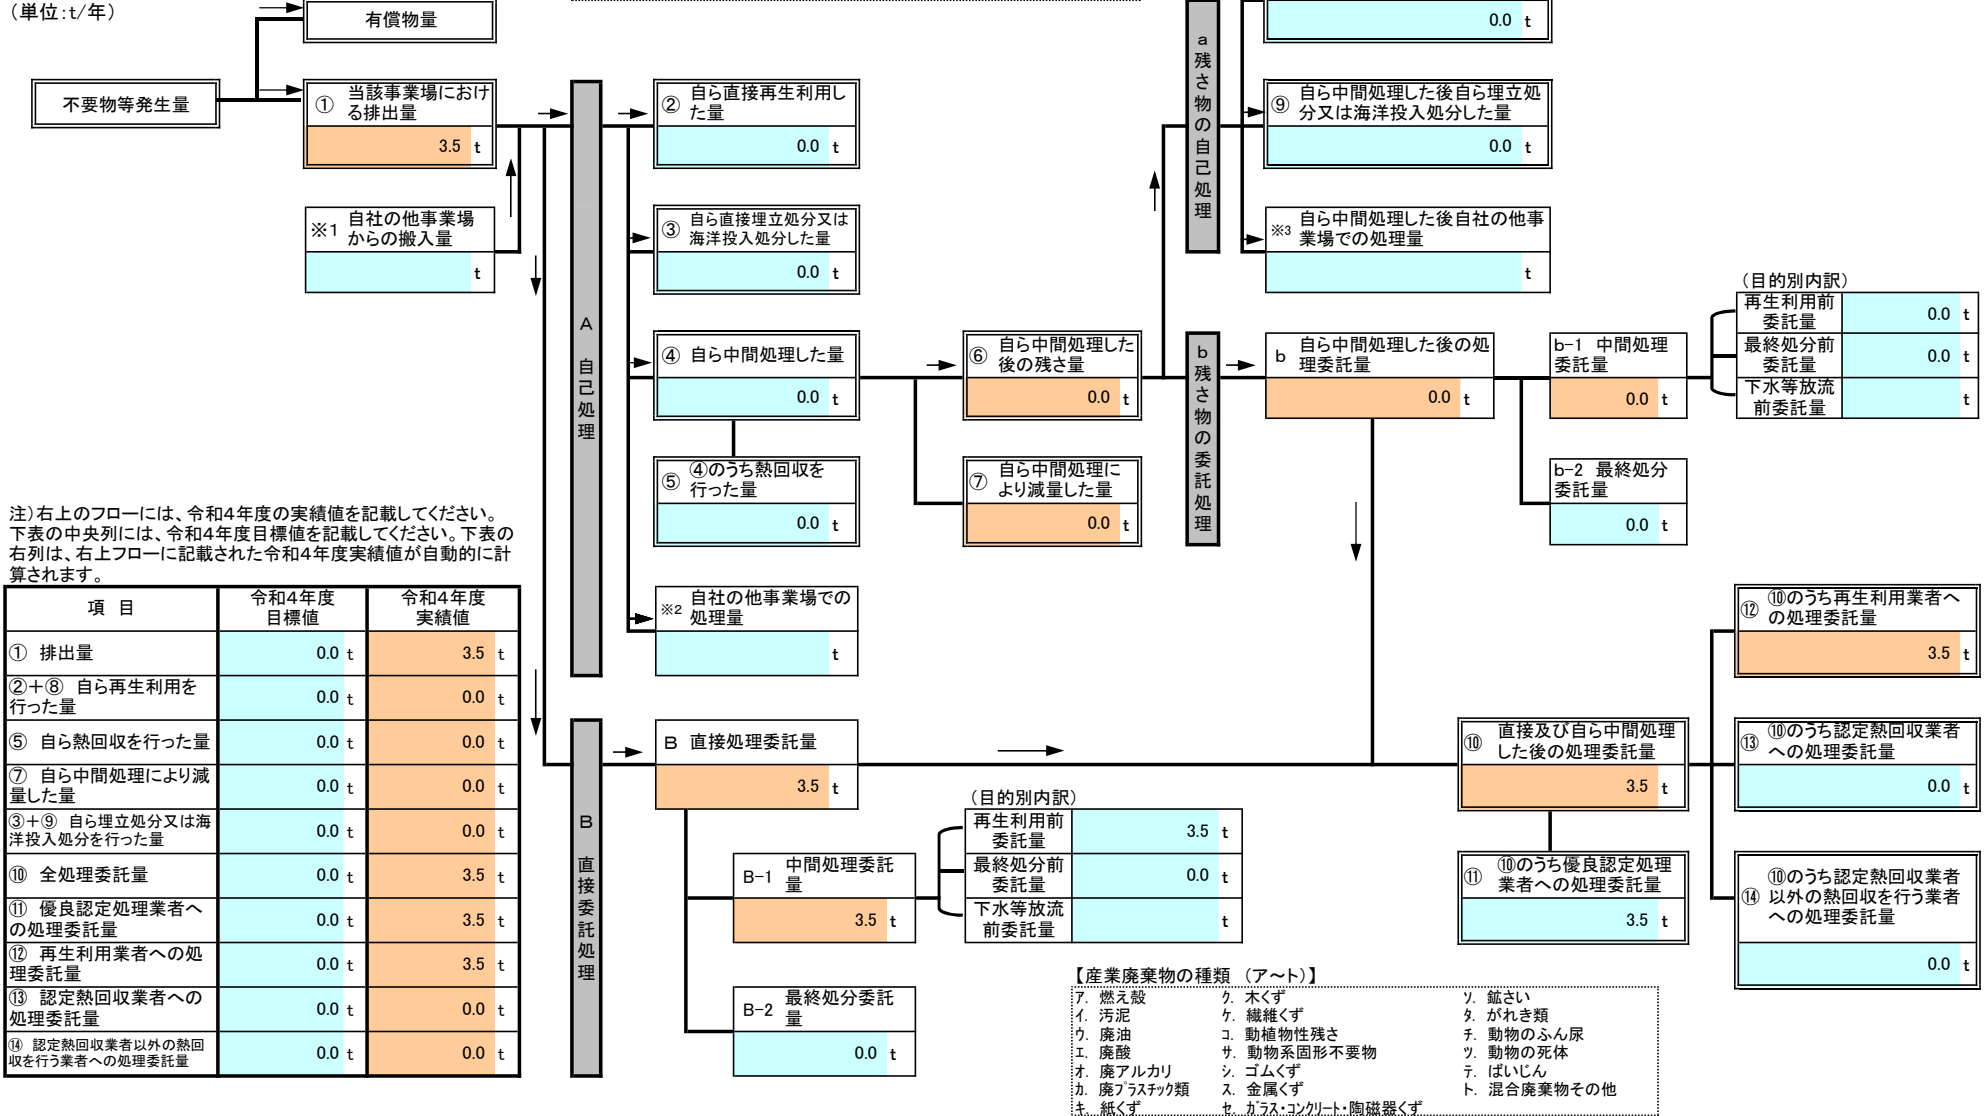 （単位：t/年）
有償物量
0.0 t
不要物等発生量
① 当該事業場におけ
る排出量
3.5 t
※1 自社の他事業場
からの搬入量
t
A 自己処理
② 自ら直接再生利用し
た量
0.0 t
③ 自ら直接埋立処分又は
海洋投入処分した量
0.0 t
④ 自ら中間処理した量
0.0 t
⑤ ④のうち熱回収を
行った量
0.0 t
※2 自社の他事業場での
処理量
t
⑥ 自ら中間処理した
後の残さ量
0.0 t
⑦ 自ら中間処理に
より減量した量
0.0 t
a 残さ物の自己処理
⑨ 自ら中間処理した後自ら埋立処
分又は海洋投入処分した量
0.0 t
※3 自ら中間処理した後自社の他事
業場での処理量
t
b 残さ物の委託処理
b 自ら中間処理した後の処
理委託量
0.0 t
b-1 中間処理
委託量
0.0 t
b-2 最終処分
委託量
0.0 t
（目的別内訳）
再生利用前
委託量
0.0 t
最終処分前
委託量
0.0 t
下水等放流
前委託量
t
注）右上のフローには、令和４年度の実績値を記載してください。
下表の中央列には、令和４年度目標値を記載してください。下表の
右列は、右上フローに記載された令和４年度実績値が自動的に計
算されます。
項 目
令和４年度
目標値
令和４年度
実績値
① 排出量 0.0 t 3.5 t
②＋⑧ 自ら再生利用を
行った量 0.0 t 0.0 t
⑤ 自ら熱回収を行った量 0.0 t 0.0 t
⑦ 自ら中間処理により減
量した量 0.0 t 0.0 t
③＋⑨ 自ら埋立処分又は海
洋投入処分を行った量 0.0 t 0.0 t
⑩ 全処理委託量 0.0 t 3.5 t
⑪ 優良認定処理業者へ
の処理委託量 0.0 t 3.5 t
⑫ 再生利用業者への処
理委託量 0.0 t 3.5 t
⑬ 認定熱回収業者への
処理委託量 0.0 t 0.0 t
⑭ 認定熱回収業者以外の熱回
収を行う業者への処理委託量 0.0 t 0.0 t
B 直接委託処理
B 直接処理委託量
3.5 t
B-1 中間処理委託
量
3.5 t
B-2 最終処分委託
量
0.0 t
（目的別内訳）
再生利用前
委託量
3.5 t
最終処分前
委託量
0.0 t
下水等放流
前委託量
t
⑩ 直接及び自ら中間処理
した後の処理委託量
3.5 t
⑪ ⑩のうち優良認定処理
業者への処理委託量
3.5 t
⑫ ⑩のうち再生利用業者へ
の処理委託量
3.5 t
⑬ ⑩のうち認定熱回収業者
への処理委託量
0.0 t
⑭ ⑩のうち認定熱回収業者
以外の熱回収を行う業者
への処理委託量
0.0 t
【産業廃棄物の種類 （ア～ト）】
ア. 燃え殻 ク. 木くず ソ. 鉱さい
イ. 汚泥 ケ. 繊維くず タ. がれき類
ウ. 廃油 コ. 動植物性残さ チ. 動物のふん尿
エ. 廃酸 サ. 動物系固形不要物 ツ. 動物の死体
オ. 廃アルカリ シ. ゴムくず テ. ばいじん
カ. 廃プラスチック類 ス. 金属くず ト. 混合廃棄物その他
キ. 紙くず セ. ガラス・コンクリート・陶磁器くず